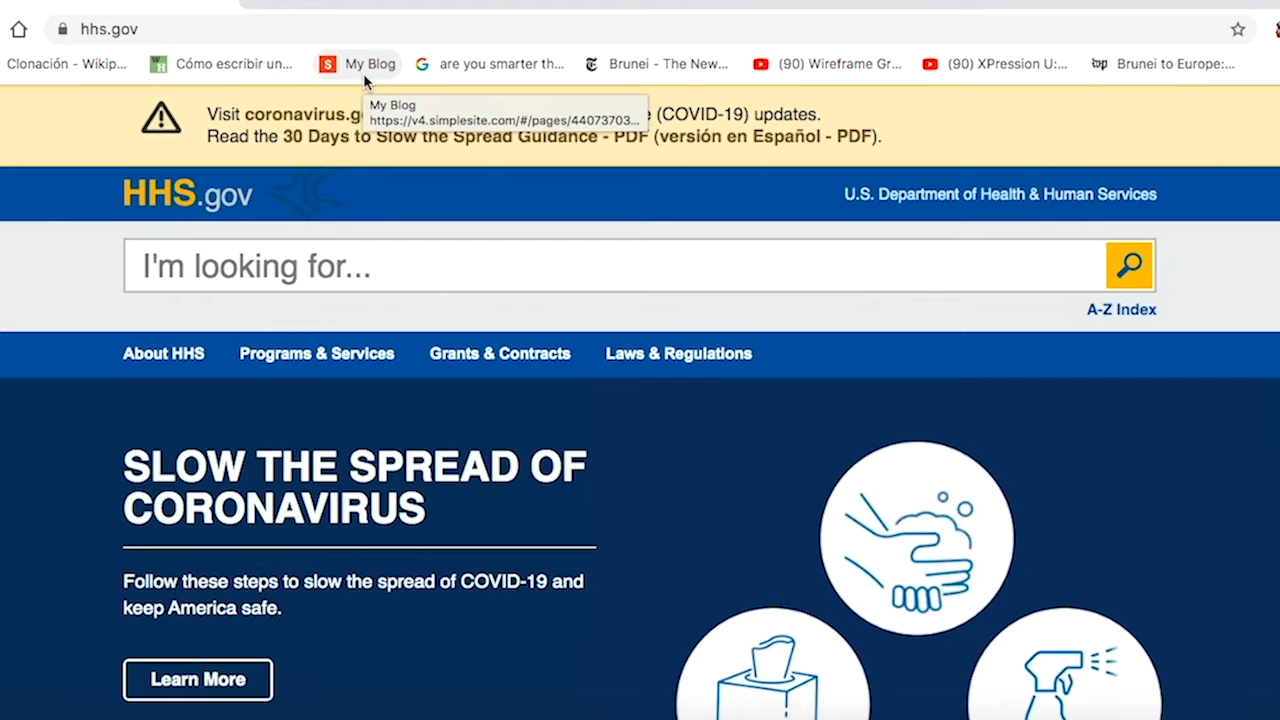 hhs.gov
Clonación - Wikip... Cómo escribir un... My Blog are you smarter th... Brunei - The New... (90) Wireframe Gr... (90) XPression U:... Brunei to Europe:...
My Blog
https://v4.simplesite.com/#/pages/44073703...
Visit coronavirus.g (COVID-19) updates.
Read the 30 Days to Slow the Spread Guidance - PDF (versión en Español - PDF).
HHS.gov
U.S. Department of Health & Human Services
I'm looking for...
A-Z Index
About HHS Programs & Services Grants & Contracts Laws & Regulations
SLOW THE SPREAD OF
CORONAVIRUS
Follow these steps to slow the spread of COVID-19 and
keep America safe.
Learn More